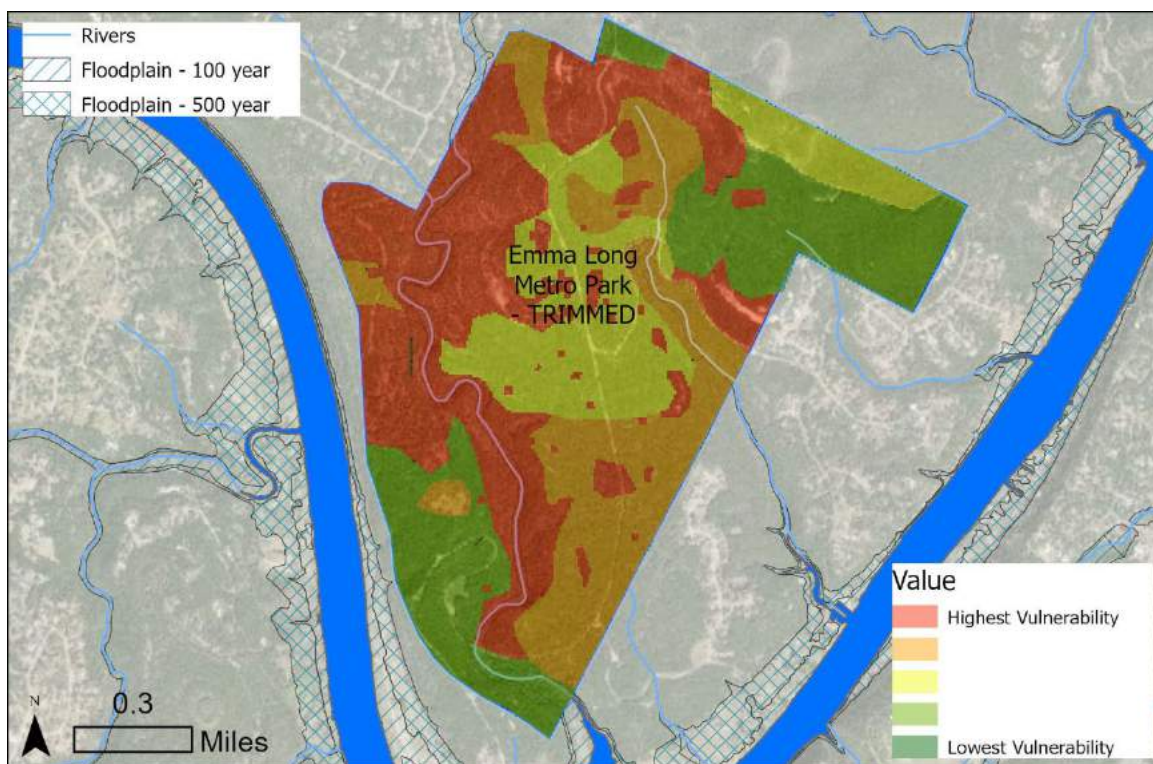 Rivers
Floodplain - 100 year
Floodplain - 500 year
Emma Long
Metro Park
- TRIMMED
Value
Highest Vulnerability
Lowest Vulnerability
N
0.3
Miles